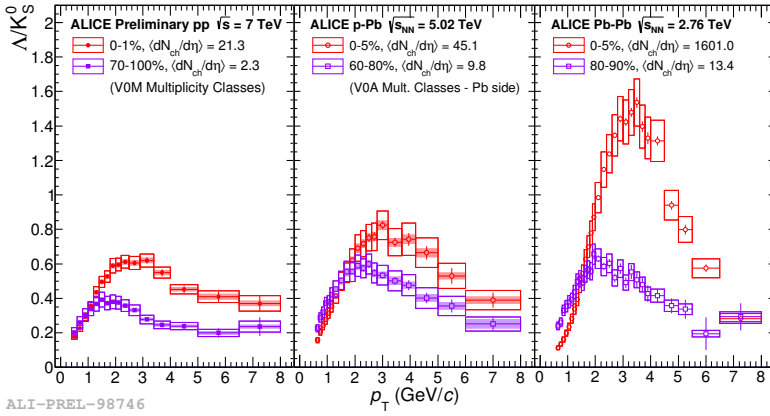 Λ/K⁰S
ALICE Preliminary pp √s = 7 TeV
0-1%, ⟨dNch/dη⟩ = 21.3
70-100%, ⟨dNch/dη⟩ = 2.3
(V0M Multiplicity Classes)
ALICE p-Pb √sNN = 5.02 TeV
0-5%, ⟨dNch/dη⟩ = 45.1
60-80%, ⟨dNch/dη⟩ = 9.8
(V0A Mult. Classes - Pb side)
ALICE Pb-Pb √sNN = 2.76 TeV
0-5%, ⟨dNch/dη⟩ = 1601.0
80-90%, ⟨dNch/dη⟩ = 13.4
2
1.8
1.6
1.4
1.2
1
0.8
0.6
0.4
0.2
0
0 1 2 3 4 5 6 7 8
0 1 2 3 4 5 6 7 8
0 1 2 3 4 5 6 7 8
pT (GeV/c)
ALI-PREL-98746